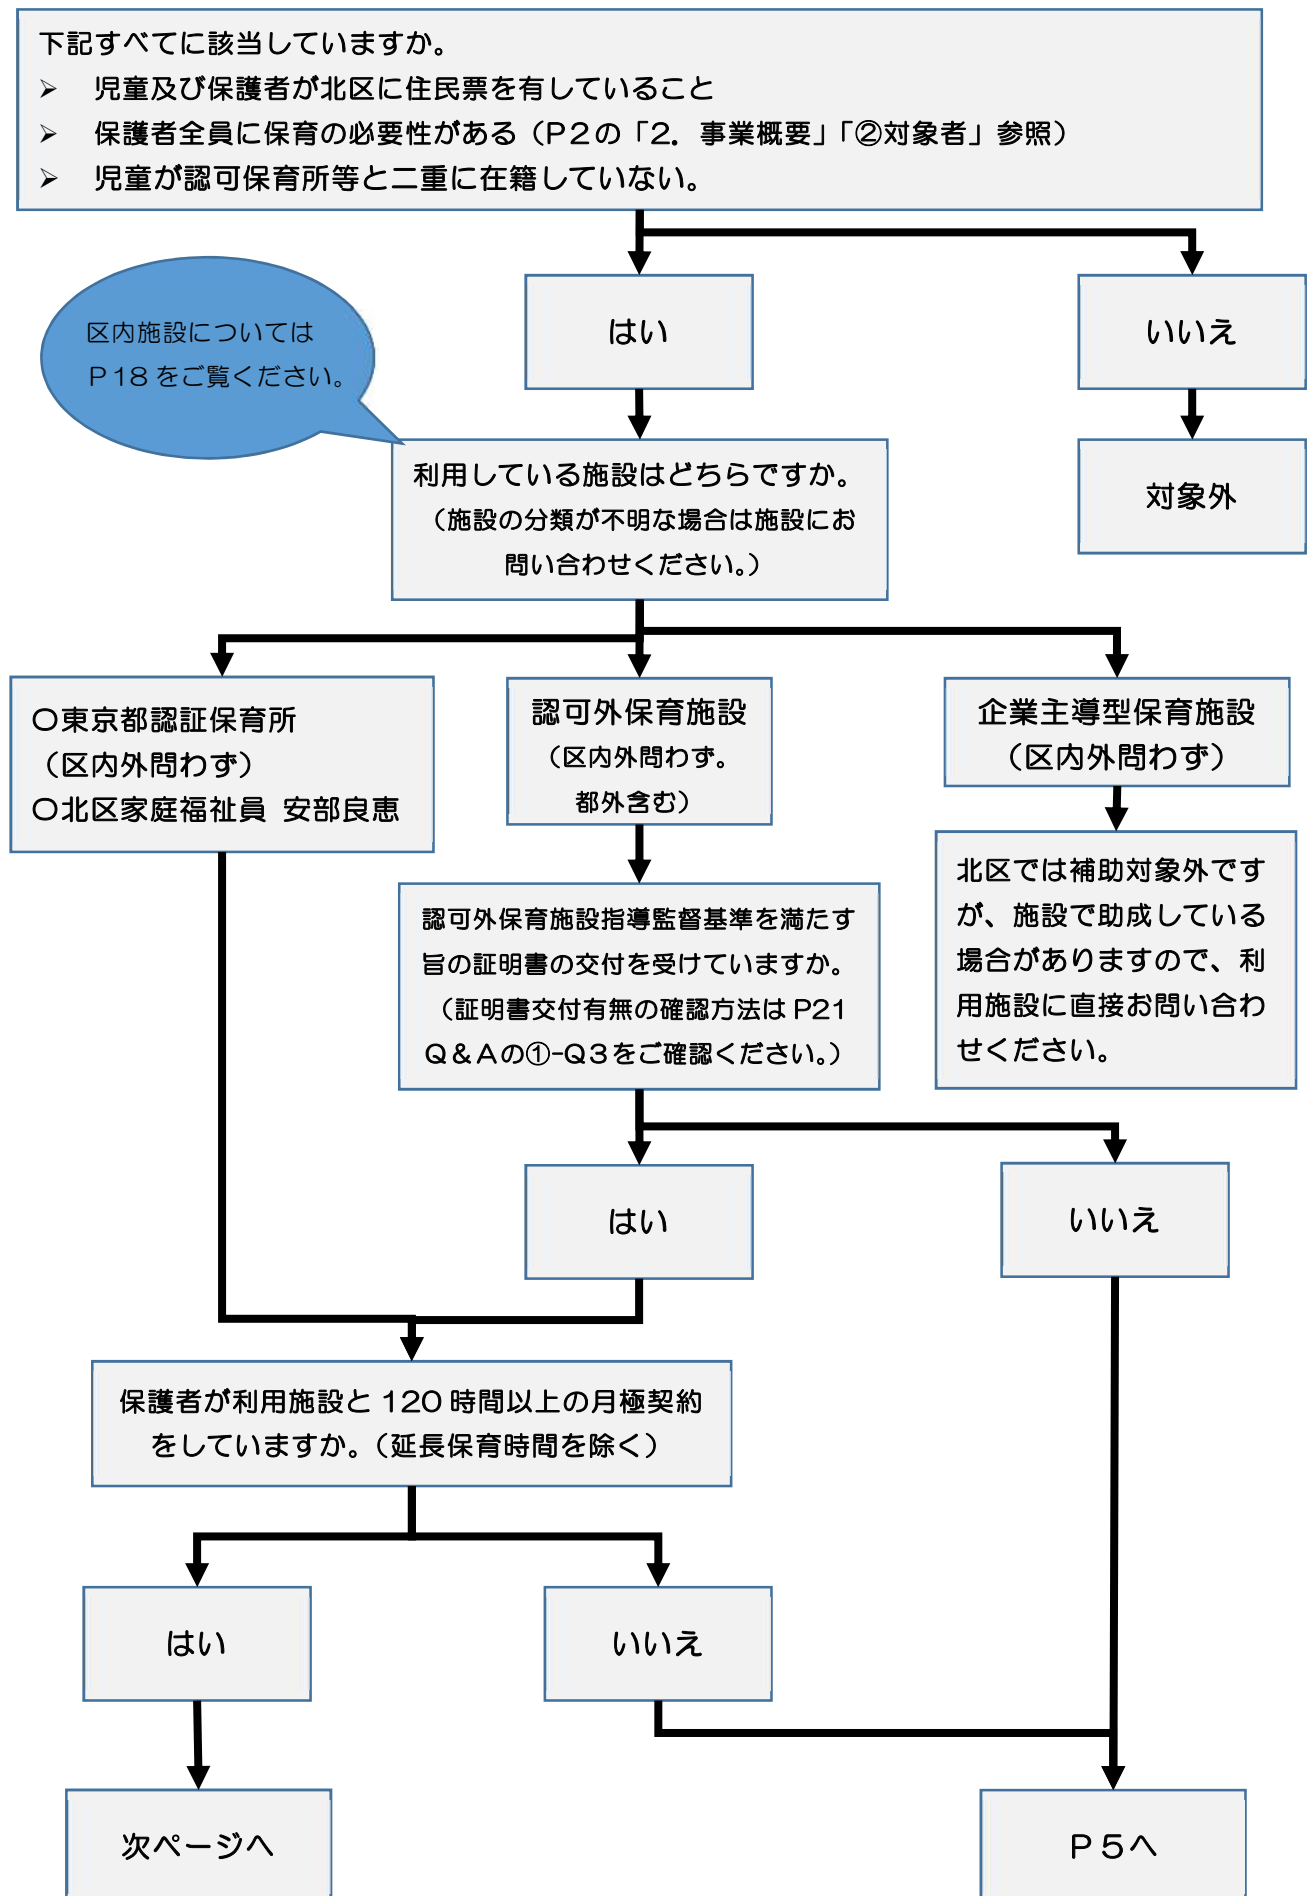 下記すべてに該当していますか。
➢ 児童及び保護者が北区に住民票を有していること
➢ 保護者全員に保育の必要性がある（P２の「2．事業概要」「②対象者」参照）
➢ 児童が認可保育所等と二重に在籍していない。
はい
いいえ
区内施設については
P 18 をご覧ください。
利用している施設はどちらですか。
（施設の分類が不明な場合は施設にお
問い合わせください。）
対象外
〇東京都認証保育所
（区内外問わず）
〇北区家庭福祉員 安部良恵
認可外保育施設
（区内外問わず。
都外含む）
企業主導型保育施設
（区内外問わず）
北区では補助対象外です
が、施設で助成している
場合がありますので、利
用施設に直接お問い合わ
せください。
認可外保育施設指導監督基準を満たす
旨の証明書の交付を受けていますか。
（証明書交付有無の確認方法は P21
Ｑ＆Ａの①-Q３をご確認ください。）
はい
いいえ
保護者が利用施設と 120 時間以上の月極契約
をしていますか。（延長保育時間を除く）
はい
いいえ
次ページへ
Ｐ５へ